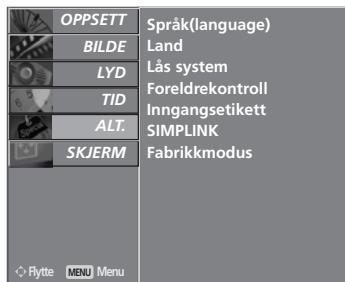 OPPSETT
BILDE
LYD
TID
ALT.
SKJERM
Språk(language)
Land
Lås system
Foreldrekontroll
Inngangsetikett
SIMPLINK
Fabrikkmodus
Flytte MENU Menu